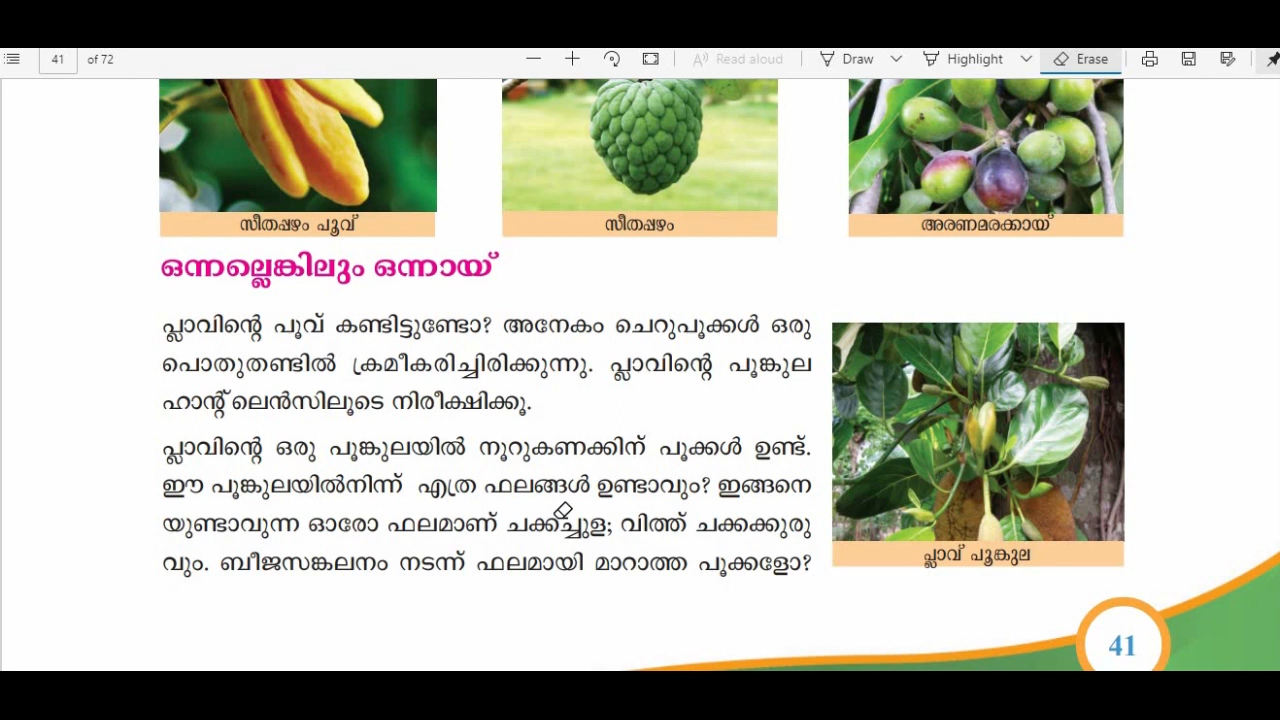 41 of 72 Read aloud Draw Highlight Erase
സീതപ്പഴം പൂവ് സീതപ്പഴം അരണമരക്കായ്
ഒന്നല്ലെങ്കിലും ഒന്നായ്
പ്ലാവിന്റെ പൂവ് കണ്ടിട്ടുണ്ടോ? അനേകം ചെറുപൂക്കൾ ഒരു
പൊതുതണ്ടിൽ ക്രമീകരിച്ചിരിക്കുന്നു. പ്ലാവിന്റെ പൂങ്കുല
ഹാന്റ് ലെൻസിലൂടെ നിരീക്ഷിക്കൂ.
പ്ലാവിന്റെ ഒരു പൂങ്കുലയിൽ നൂറുകണക്കിന് പൂക്കൾ ഉണ്ട്.
ഈ പൂങ്കുലയിൽനിന്ന് എത്ര ഫലങ്ങൾ ഉണ്ടാവും? ഇങ്ങനെ
യുണ്ടാവുന്ന ഓരോ ഫലമാണ് ചക്കച്ചുള; വിത്ത് ചക്കക്കുരു
വും. ബീജസങ്കലനം നടന്ന് ഫലമായി മാറാത്ത പൂക്കളോ?
പ്ലാവ് പൂങ്കുല
41